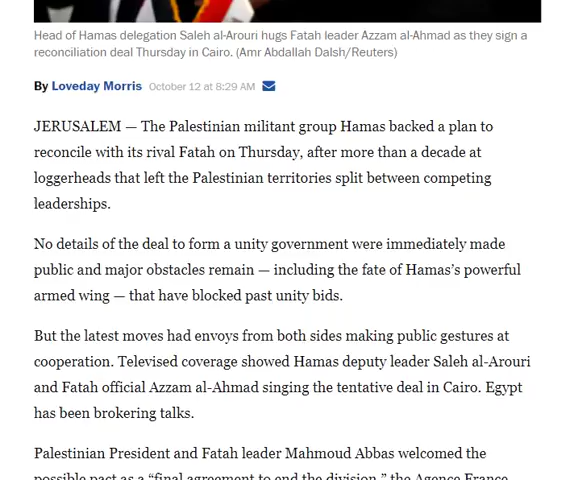 Head of Hamas delegation Saleh al-Arouri hugs Fatah leader Azzam al-Ahmad as they sign a
reconciliation deal Thursday in Cairo. (Amr Abdallah Dalsh/Reuters)
By Loveday Morris October 12 at 8:29 AM
JERUSALEM — The Palestinian militant group Hamas backed a plan to
reconcile with its rival Fatah on Thursday, after more than a decade at
loggerheads that left the Palestinian territories split between competing
leaderships.
No details of the deal to form a unity government were immediately made
public and major obstacles remain — including the fate of Hamas’s powerful
armed wing — that have blocked past unity bids.
But the latest moves had envoys from both sides making public gestures at
cooperation. Televised coverage showed Hamas deputy leader Saleh al-Arouri
and Fatah official Azzam al-Ahmad singing the tentative deal in Cairo. Egypt
has been brokering talks.
Palestinian President and Fatah leader Mahmoud Abbas welcomed the
possible pact as a “final agreement to end the division,” the Agence France